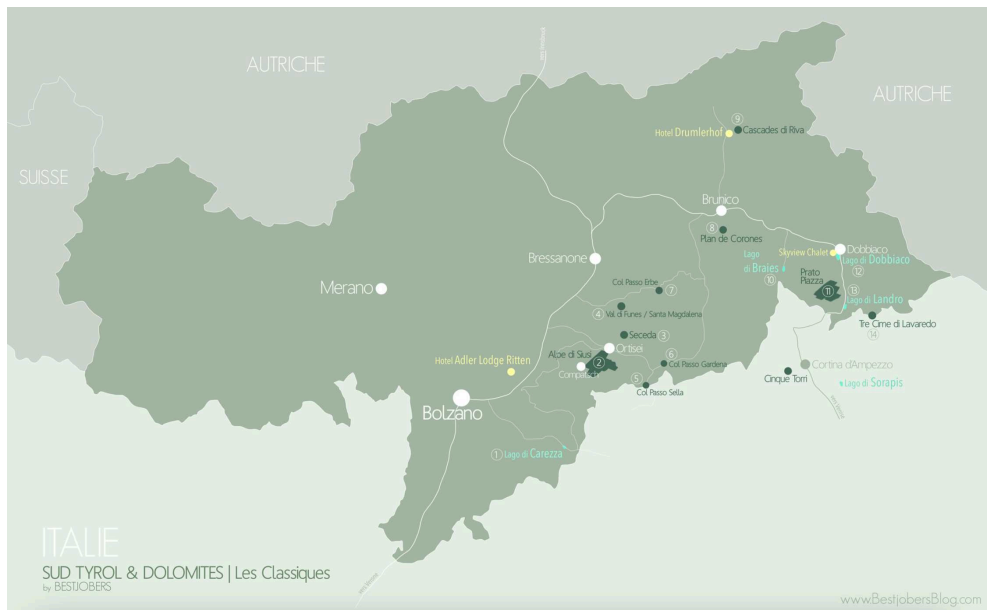 AUTRICHE
AUTRICHE
SUISSE
9
Hotel Drumlerhof
Cascades di Riva
Brunico
8
Plan de Corones
Bressanone
Skyview Chalet
Dobbiaco
Lago di Dobbiaco
12
Lago
di Braies
10
Prato
Piazza
11
13
Lago di Landro
Tre Cime di Lavaredo
14
Merano
Col Passo Erbe
7
4
Val di Funes / Santa Magdalena
Seceda
3
Ortisei
Alpe di Siusi
2
6
Col Passo Gardena
5
Col Passo Sella
Hotel Adler Lodge Ritten
Cortina d'Ampezzo
Cinque Torri
Lago di Sorapis
Bolzano
1
Lago di Carezza
ITALIE
SUD TYROL & DOLOMITES | Les Classiques
by BESTJOBERS
www.BestjobersBlog.com